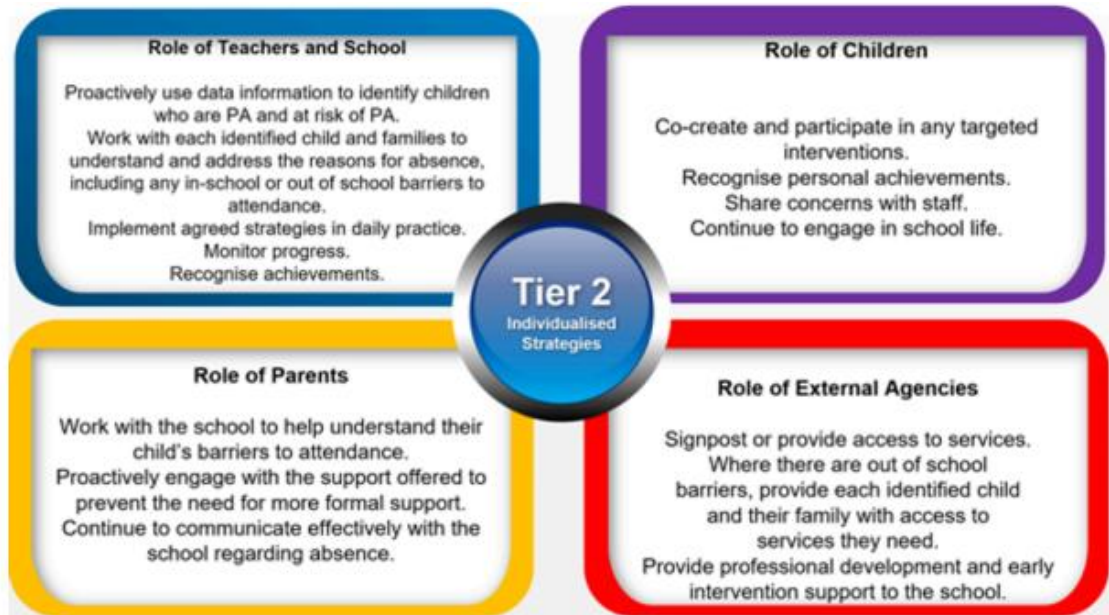 Role of Teachers and School
Proactively use data information to identify children
who are PA and at risk of PA.
Work with each identified child and families to
understand and address the reasons for absence,
including any in-school or out of school barriers to
attendance.
Implement agreed strategies in daily practice.
Monitor progress.
Recognise achievements.
Role of Children
Co-create and participate in any targeted
interventions.
Recognise personal achievements.
Share concerns with staff.
Continue to engage in school life.
Tier 2
Individualised
Strategies
Role of Parents
Work with the school to help understand their
child's barriers to attendance.
Proactively engage with the support offered to
prevent the need for more formal support.
Continue to communicate effectively with the
school regarding absence.
Role of External Agencies
Signpost or provide access to services.
Where there are out of school
barriers, provide each identified child
and their family with access to
services they need.
Provide professional development and early
intervention support to the school.